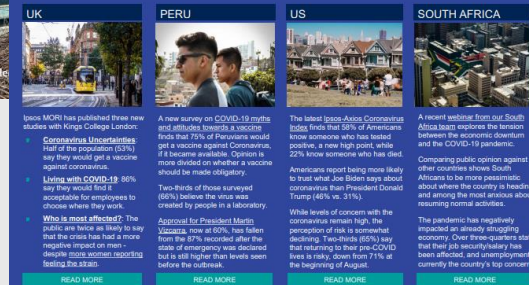 UK
Ipsos MORI has published three new
studies with Kings College London:
Coronavirus Uncertainties:
Half of the population (53%)
say they would get a vaccine
against coronavirus.
Living with COVID-19: 86%
say they would find it
acceptable for employees to
choose where they work.
Who is most affected?: The
public are twice as likely to say
that the crisis has had a more
negative impact on men -
despite more women reporting
feeling the strain.
READ MORE
PERU
A new survey on COVID-19 myths
and attitudes towards a vaccine
finds that 75% of Peruvians would
get a vaccine against Coronavirus,
if it became available. Opinion is
more divided on whether a vaccine
should be made obligatory.
Two-thirds of those surveyed
(66%) believe the virus was
created by people in a laboratory.
Approval for President Martin
Vizcarra, now at 60%, has fallen
from the 87% recorded after the
state of emergency was declared
but is still higher than levels seen
before the outbreak.
READ MORE
US
The latest Ipsos-Axios Coronavirus
Index finds that 58% of Americans
know someone who has tested
positive, a new high point, while
22% know someone who has died.
Americans report being more likely
to trust what Joe Biden says about
coronavirus than President Donald
Trump (46% vs. 31%).
While levels of concern with the
coronavirus remain high, the
perception of risk is somewhat
declining. Two-thirds (65%) say
that returning to their pre-COVID
lives is risky, down from 71% at
the beginning of August.
READ MORE
SOUTH AFRICA
A recent webinar from our South
Africa team explores the tension
between the economic downturn
and the COVID-19 pandemic.
Comparing public opinion against
other countries shows South
Africans to be more pessimistic
about where the country is headin
and among the most anxious abou
resuming normal activities.
The pandemic has negatively
impacted an already struggling
economy. Over three-quarters stat
that their job security/salary has
been affected, and unemployment
currently the country's top concern
READ MORE